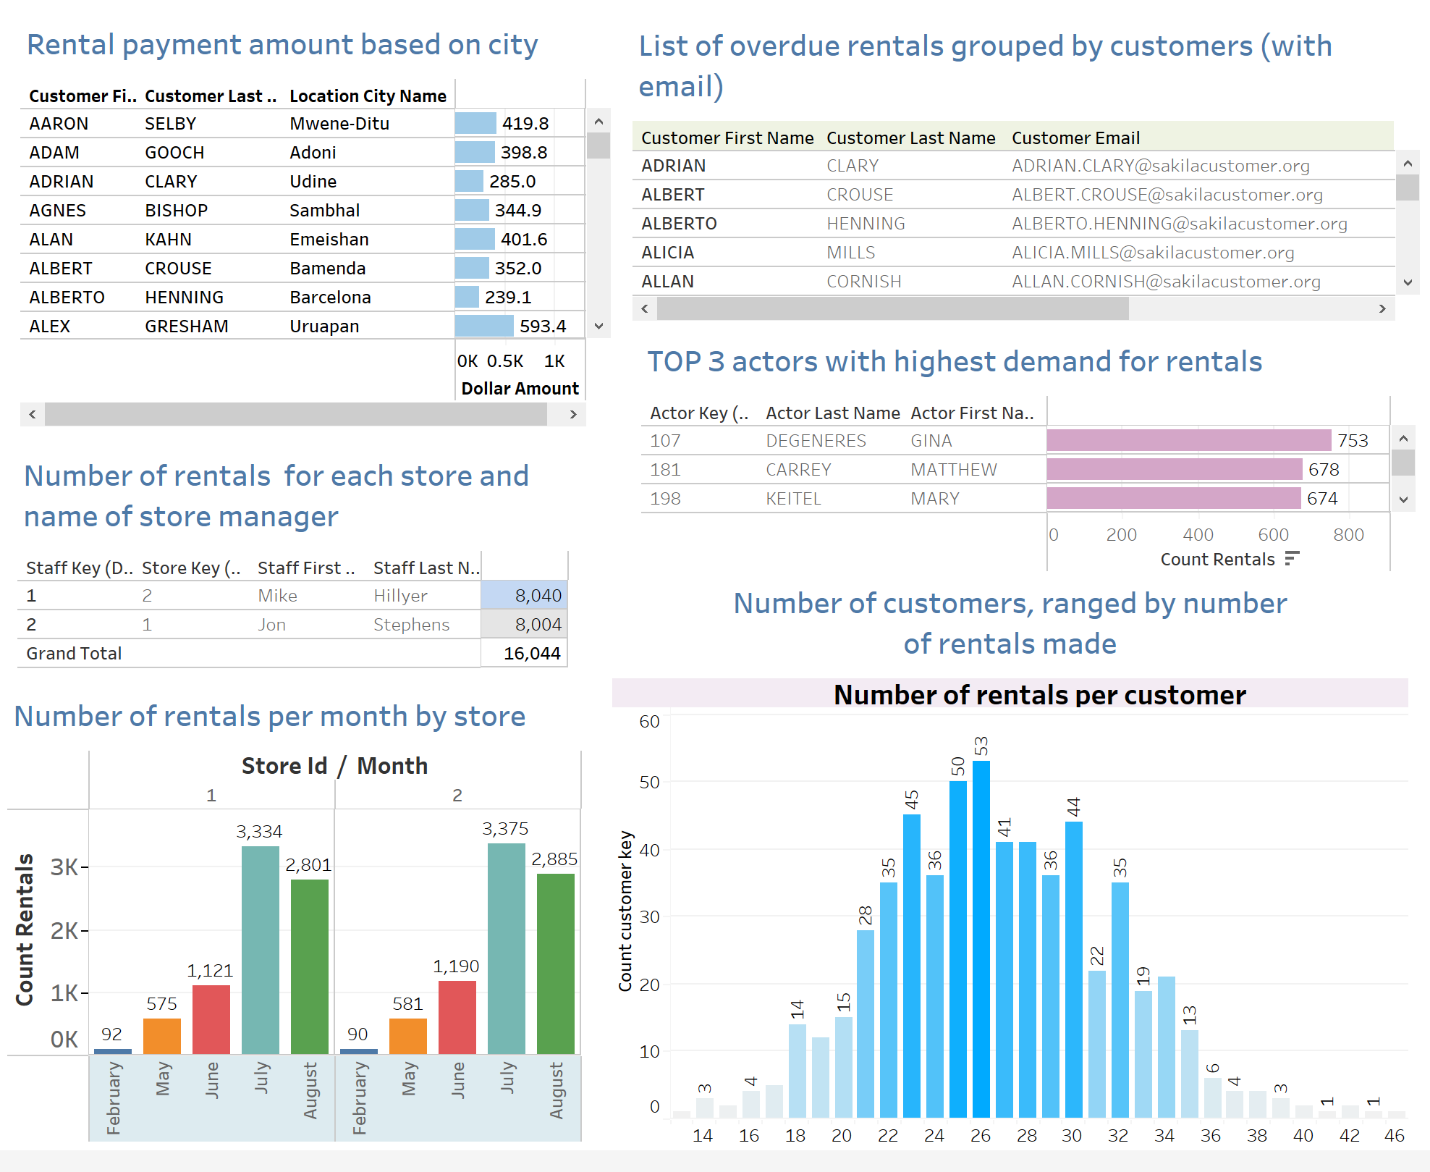 Rental payment amount based on city
Customer Fi.. Customer Last .. Location City Name
AARON SELBY Mwene-Ditu 419.8
ADAM GOOCH Adoni 398.8
ADRIAN CLARY Udine 285.0
AGNES BISHOP Sambhal 344.9
ALAN KAHN Emeishan 401.6
ALBERT CROUSE Bamenda 352.0
ALBERTO HENNING Barcelona 239.1
ALEX GRESHAM Uruapan 593.4
0K 0.5K 1K
Dollar Amount
List of overdue rentals grouped by customers (with
email)
Customer First Name Customer Last Name Customer Email
ADRIAN CLARY ADRIAN.CLARY@sakilacustomer.org
ALBERT CROUSE ALBERT.CROUSE@sakilacustomer.org
ALBERTO HENNING ALBERTO.HENNING@sakilacustomer.org
ALICIA MILLS ALICIA.MILLS@sakilacustomer.org
ALLAN CORNISH ALLAN.CORNISH@sakilacustomer.org
TOP 3 actors with highest demand for rentals
Actor Key (.. Actor Last Name Actor First Na..
107 DEGENERES GINA 753
181 CARREY MATTHEW 678
198 KEITEL MARY 674
0 200 400 600 800
Count Rentals
Number of rentals for each store and
name of store manager
Staff Key (D.. Store Key (.. Staff First .. Staff Last N..
1 2 Mike Hillyer 8,040
2 1 Jon Stephens 8,004
Grand Total 16,044
Number of rentals per month by store
Store Id / Month
1 2
Count Rentals
3K
2K
1K
0K
92 575 1,121 3,334 2,801
90 581 1,190 3,375 2,885
February May June July August
February May June July August
Number of customers, ranged by number
of rentals made
Number of rentals per customer
Count customer key
60
50
40
30
20
10
0
3 4 14 15 28 35 45 36 50 53 41 36 44 22 35 19 13 6 4 3 1 1
14 16 18 20 22 24 26 28 30 32 34 36 38 40 42 46